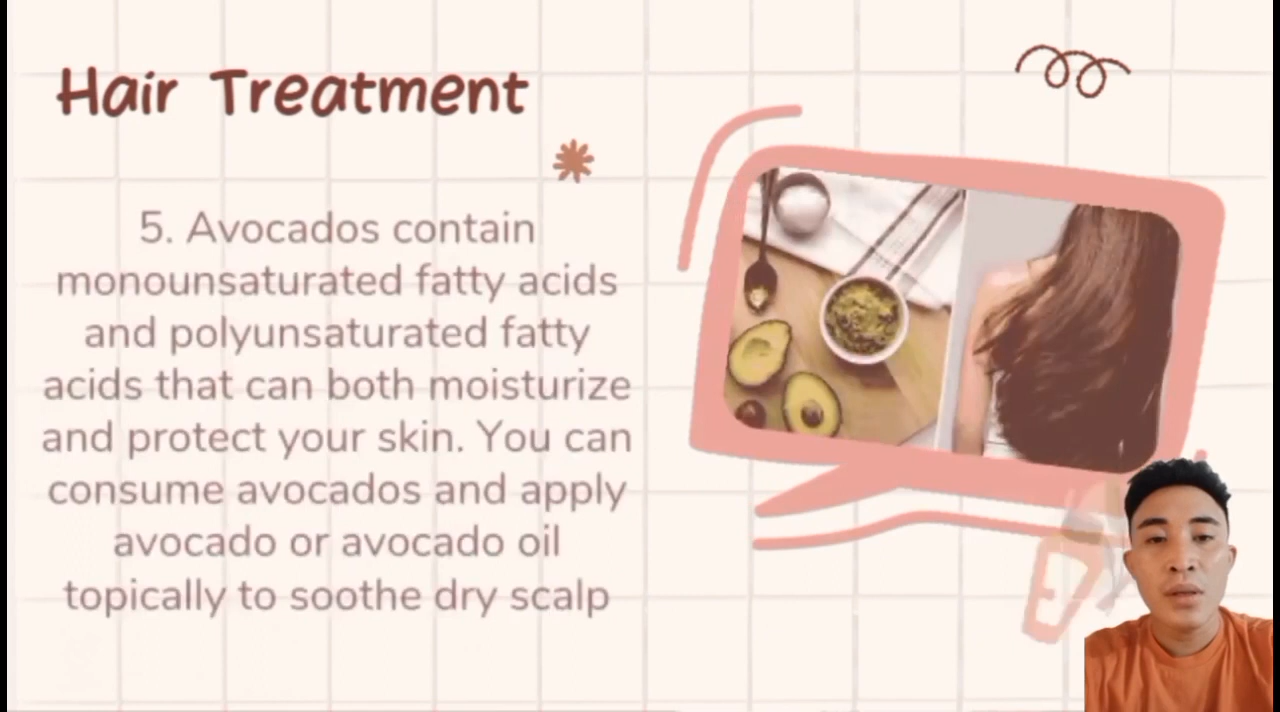 Hair Treatment
5. Avocados contain
monounsaturated fatty acids
and polyunsaturated fatty
acids that can both moisturize
and protect your skin. You can
consume avocados and apply
avocado or avocado oil
topically to soothe dry scalp